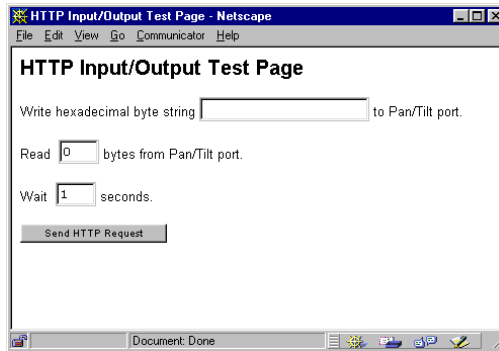 HTTP Input/Output Test Page - Netscape
File Edit View Go Communicator Help
HTTP Input/Output Test Page
Write hexadecimal byte string to Pan/Tilt port.
Read 0 bytes from Pan/Tilt port.
Wait 1 seconds.
Send HTTP Request
Document: Done